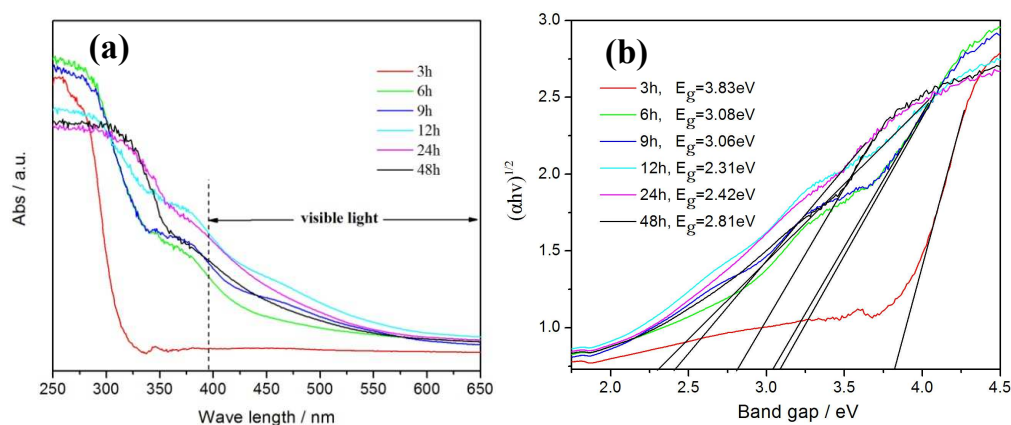 (a)
3h
6h
9h
12h
24h
48h
visible light
Abs / a.u.
250 300 350 400 450 500 550 600 650
Wave length / nm
(b)
3h, Eg=3.83eV
6h, Eg=3.08eV
9h, Eg=3.06eV
12h, Eg=2.31eV
24h, Eg=2.42eV
48h, Eg=2.81eV
(αhv)1/2
3.0
2.5
2.0
1.5
1.0
2.0 2.5 3.0 3.5 4.0 4.5
Band gap / eV